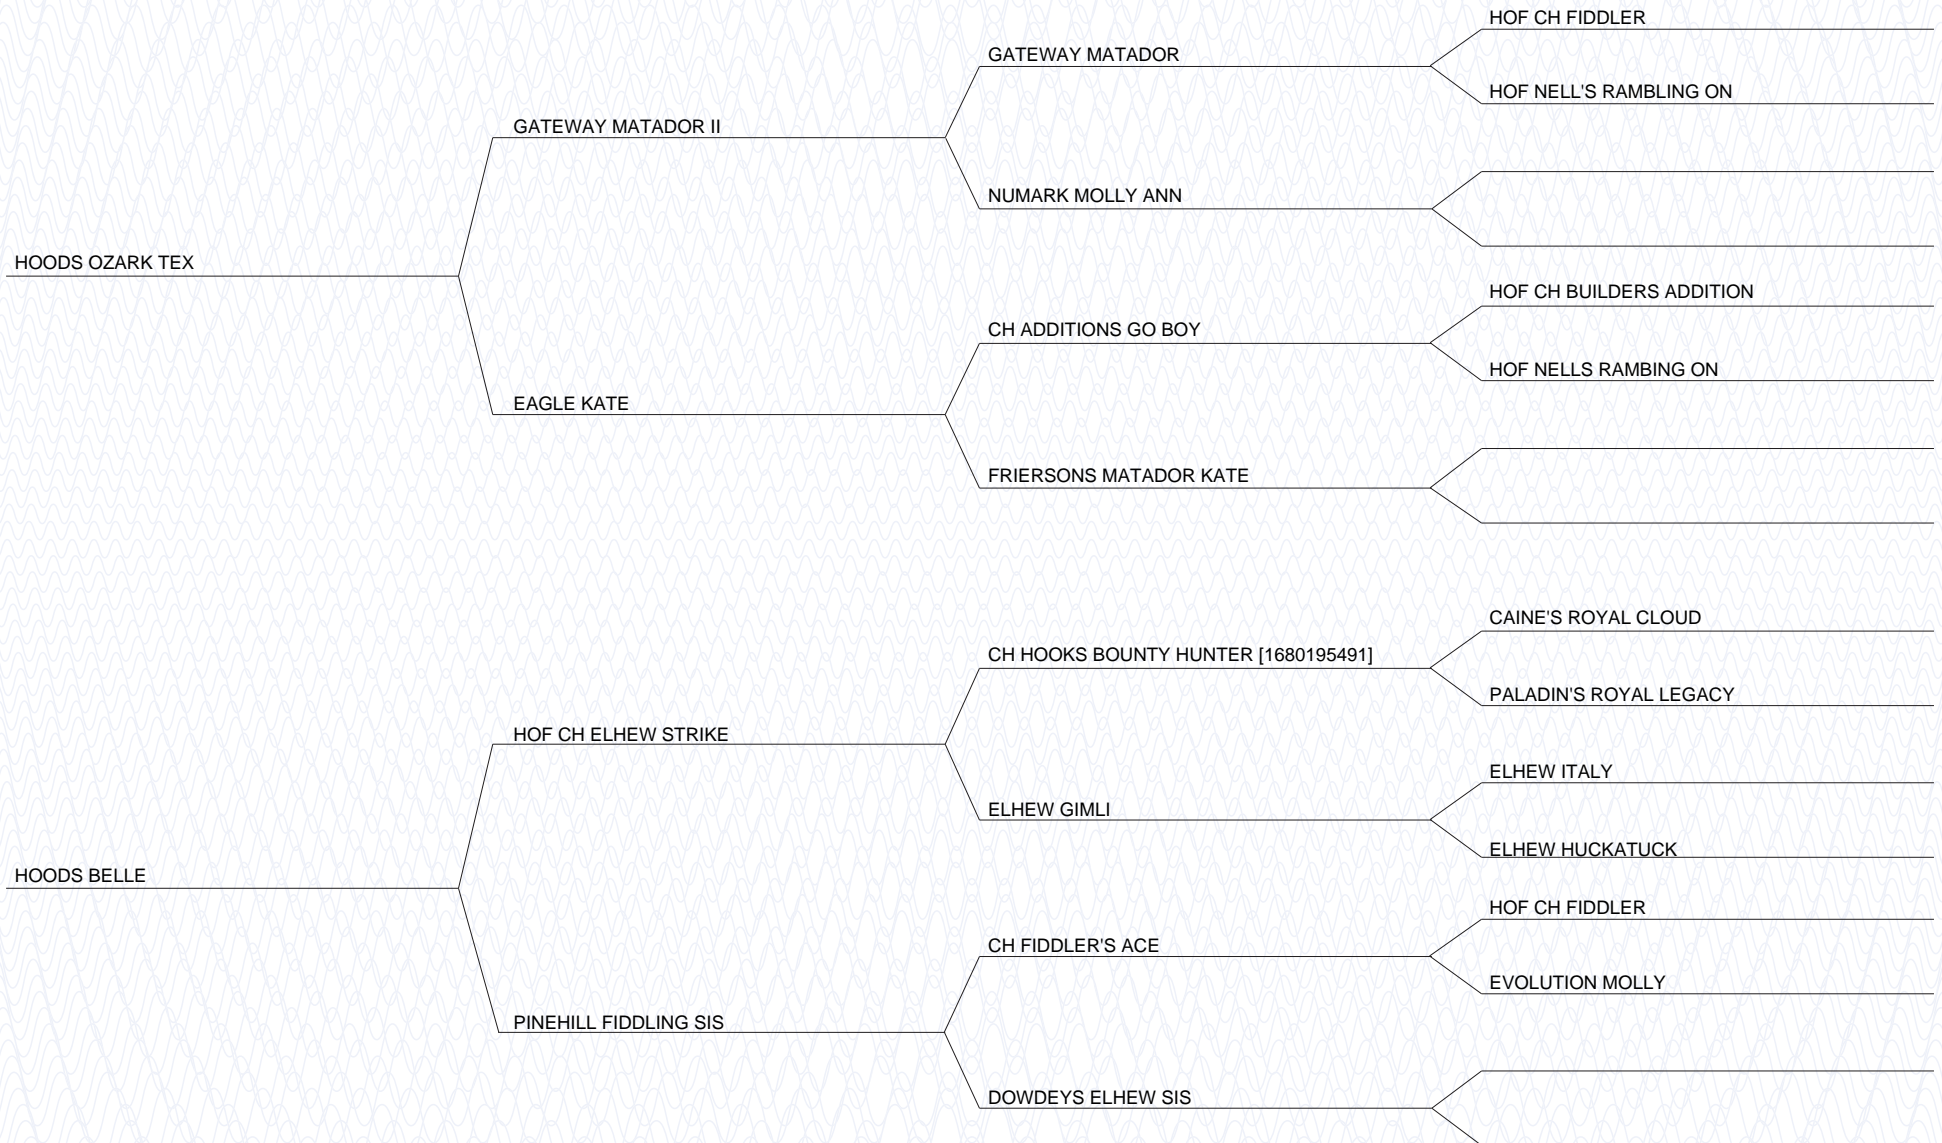 HOF CH FIDDLER
GATEWAY MATADOR
HOF NELL'S RAMBLING ON
GATEWAY MATADOR II
NUMARK MOLLY ANN
HOODS OZARK TEX
HOF CH BUILDERS ADDITION
CH ADDITIONS GO BOY
HOF NELLS RAMBING ON
EAGLE KATE
FRIERSONS MATADOR KATE
CAINE'S ROYAL CLOUD
CH HOOKS BOUNTY HUNTER [1680195491]
PALADIN'S ROYAL LEGACY
HOF CH ELHEW STRIKE
ELHEW ITALY
ELHEW GIMLI
ELHEW HUCKATUCK
HOODS BELLE
HOF CH FIDDLER
CH FIDDLER'S ACE
EVOLUTION MOLLY
PINEHILL FIDDLING SIS
DOWDEYS ELHEW SIS